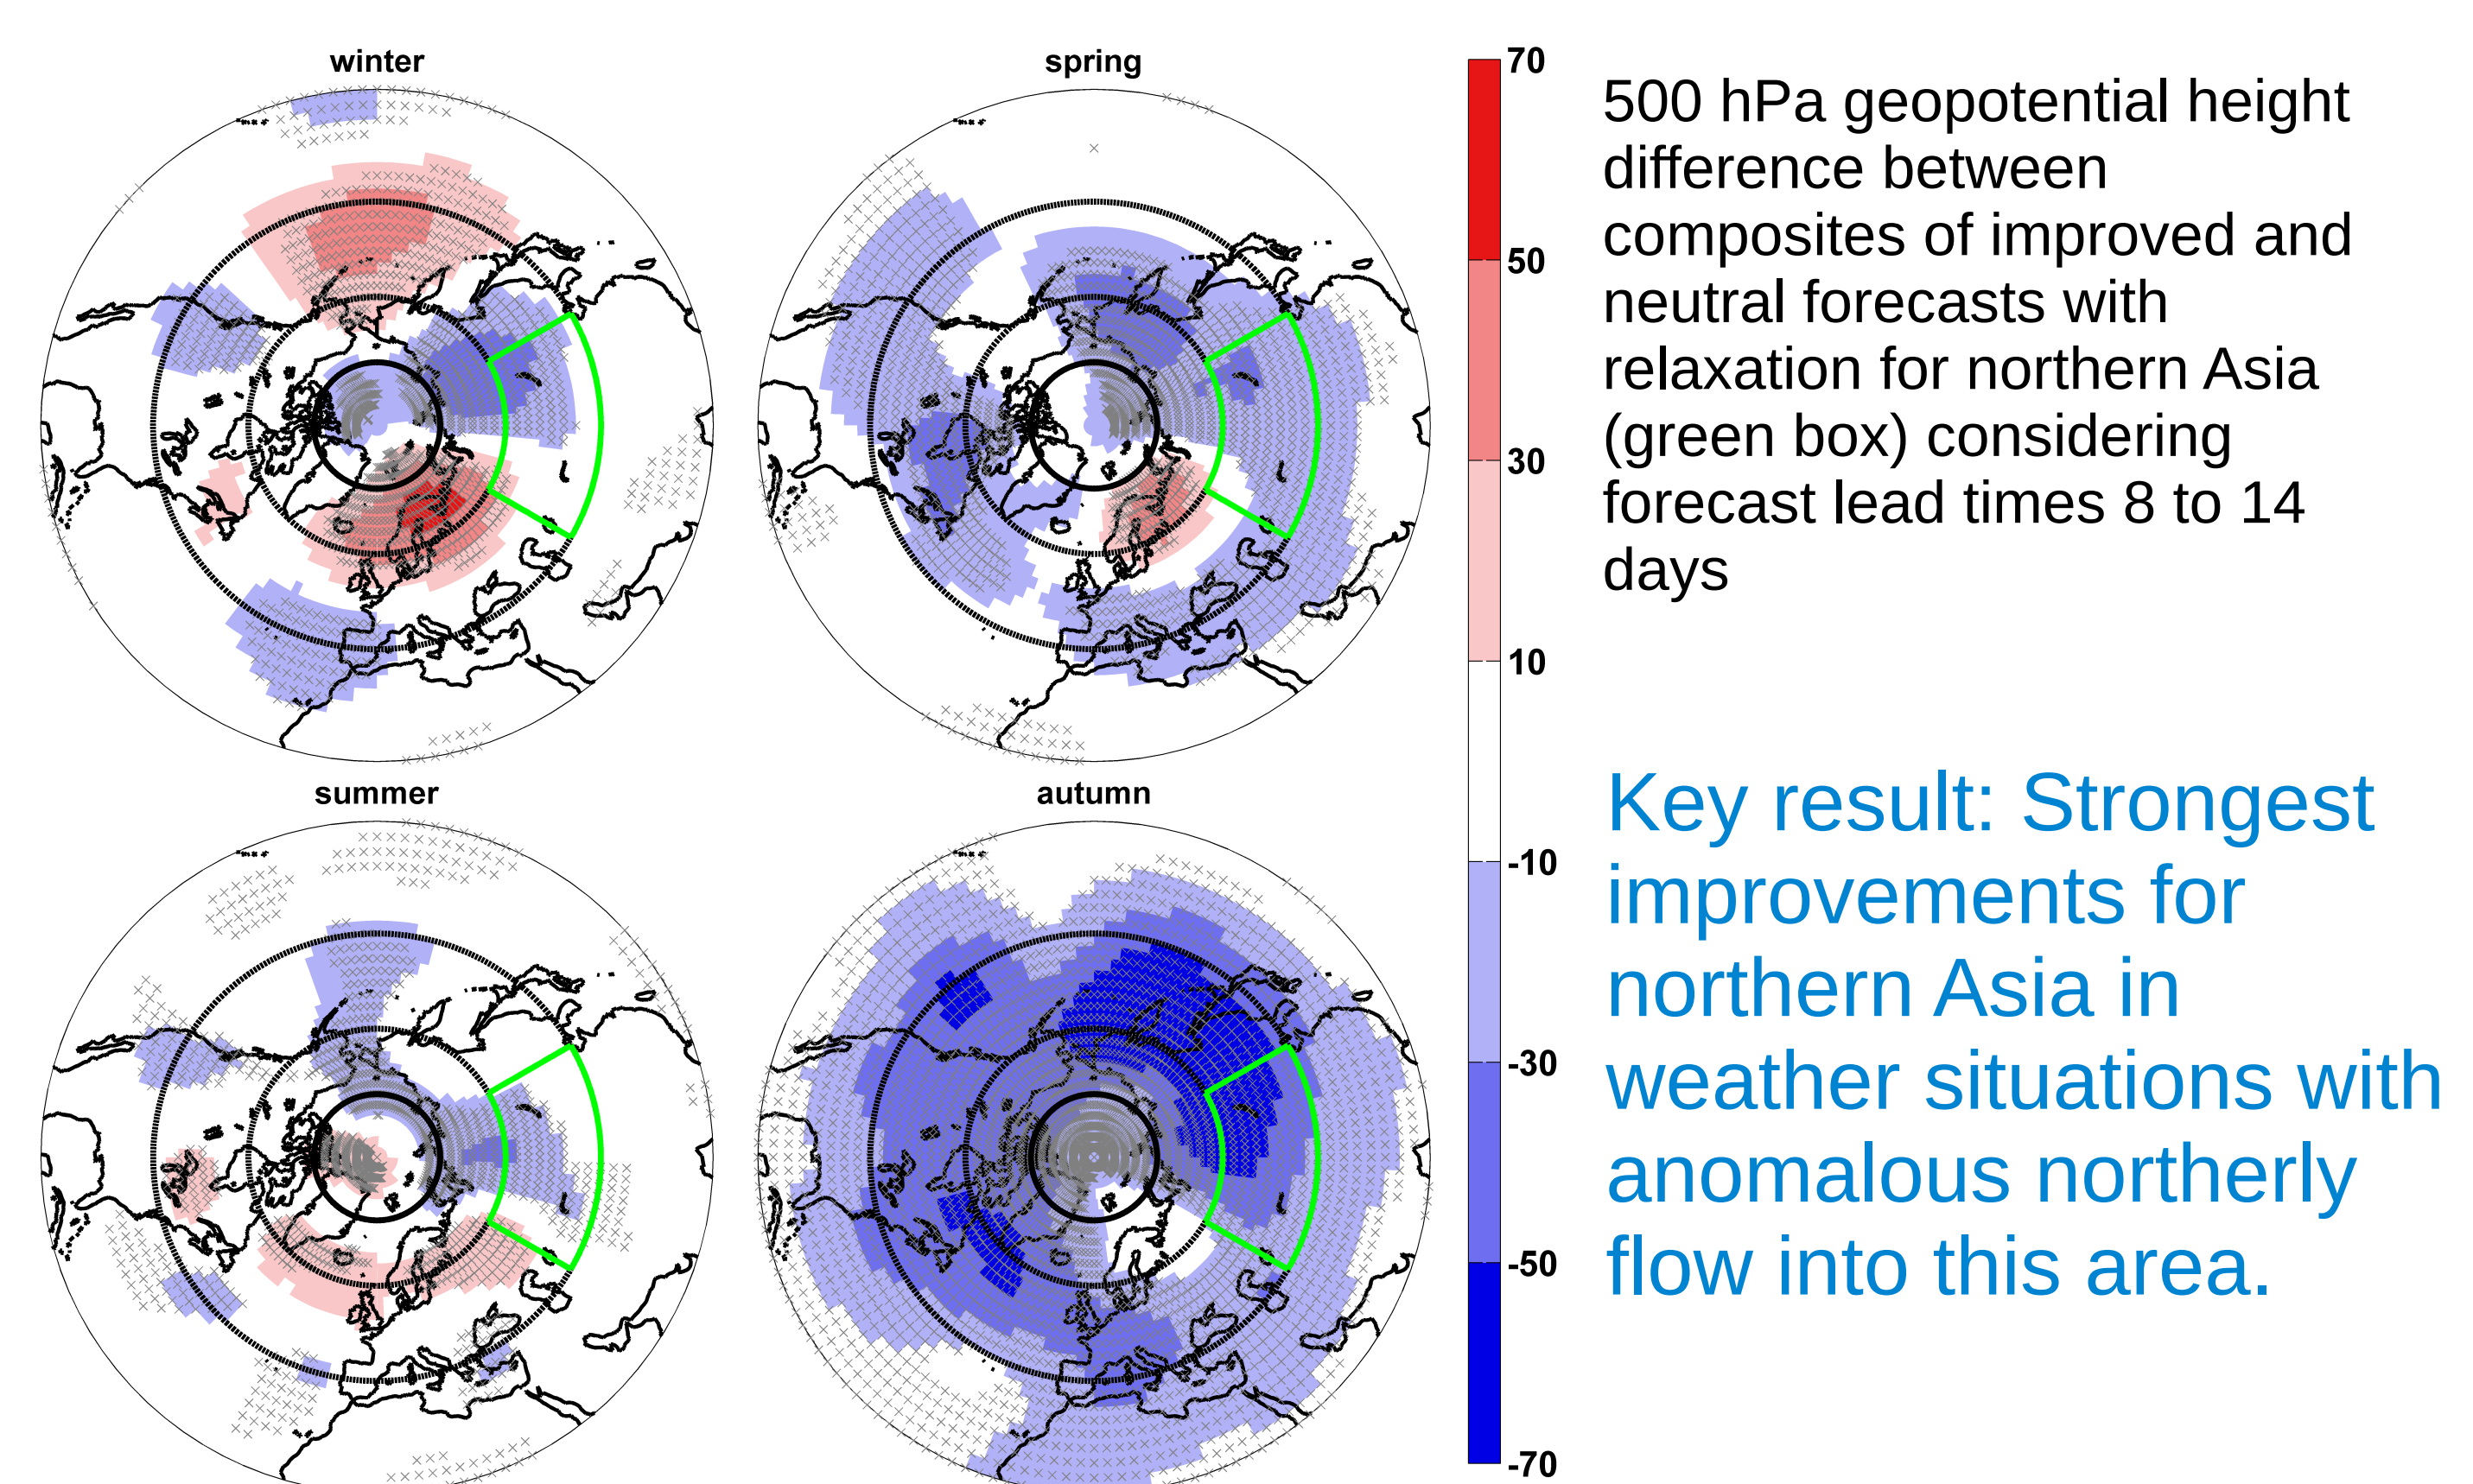 winter
spring
summer
autumn
70
50
30
10
-10
-30
-50
-70
500 hPa geopotential height
difference between
composites of improved and
neutral forecasts with
relaxation for northern Asia
(green box) considering
forecast lead times 8 to 14
days
Key result: Strongest
improvements for
northern Asia in
weather situations with
anomalous northerly
flow into this area.